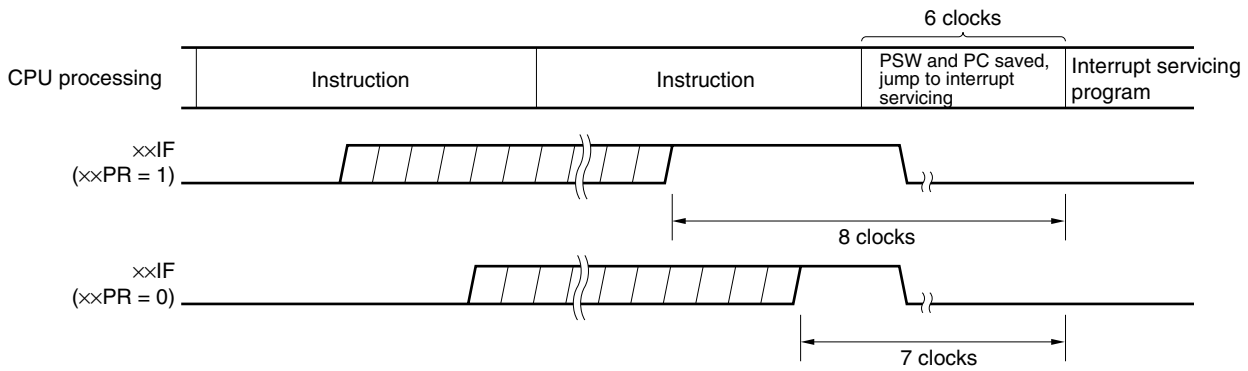 6 clocks
CPU processing
Instruction
Instruction
PSW and PC saved,
jump to interrupt
servicing
Interrupt servicing
program
××IF
(××PR = 1)
8 clocks
××IF
(××PR = 0)
7 clocks